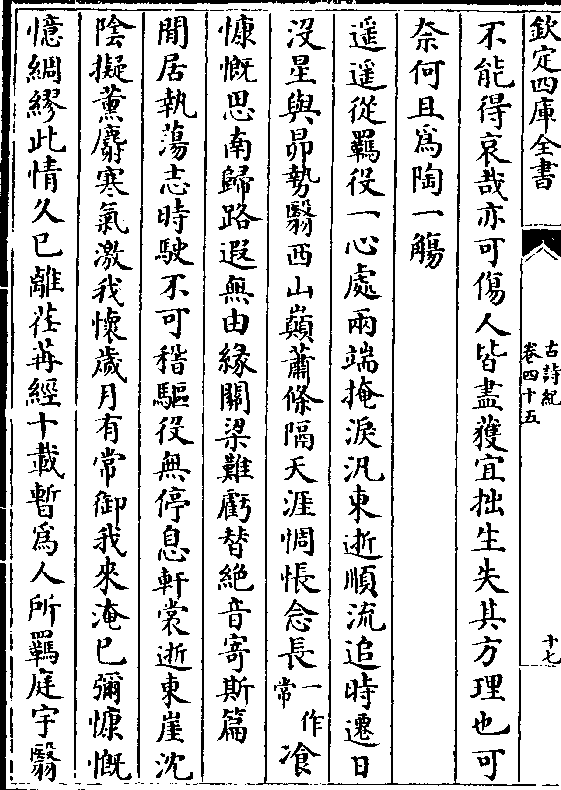 欽定四庫全書
古詩紀
卷四十五
十七
不能得哀哉亦可傷人皆盡獲宜拙生失其方理也可
奈何且為陶一觴
遥遥從羈役一心處兩端掩淚汎東逝順流追時遷日
沒星與昴勢翳西山巔蕭條隔天涯惆悵念長一作常飡
慷慨思南歸路遐無由緣關梁難虧替絶音寄斯篇
閒居執蕩志時駛不可稽驅役無停息軒裳逝東崖沈
陰擬薰麝寒氣激我懷歲月有常御我來淹已彌慷慨
憶綢繆此情久已離荏苒經十載暫為人所羈庭宇翳